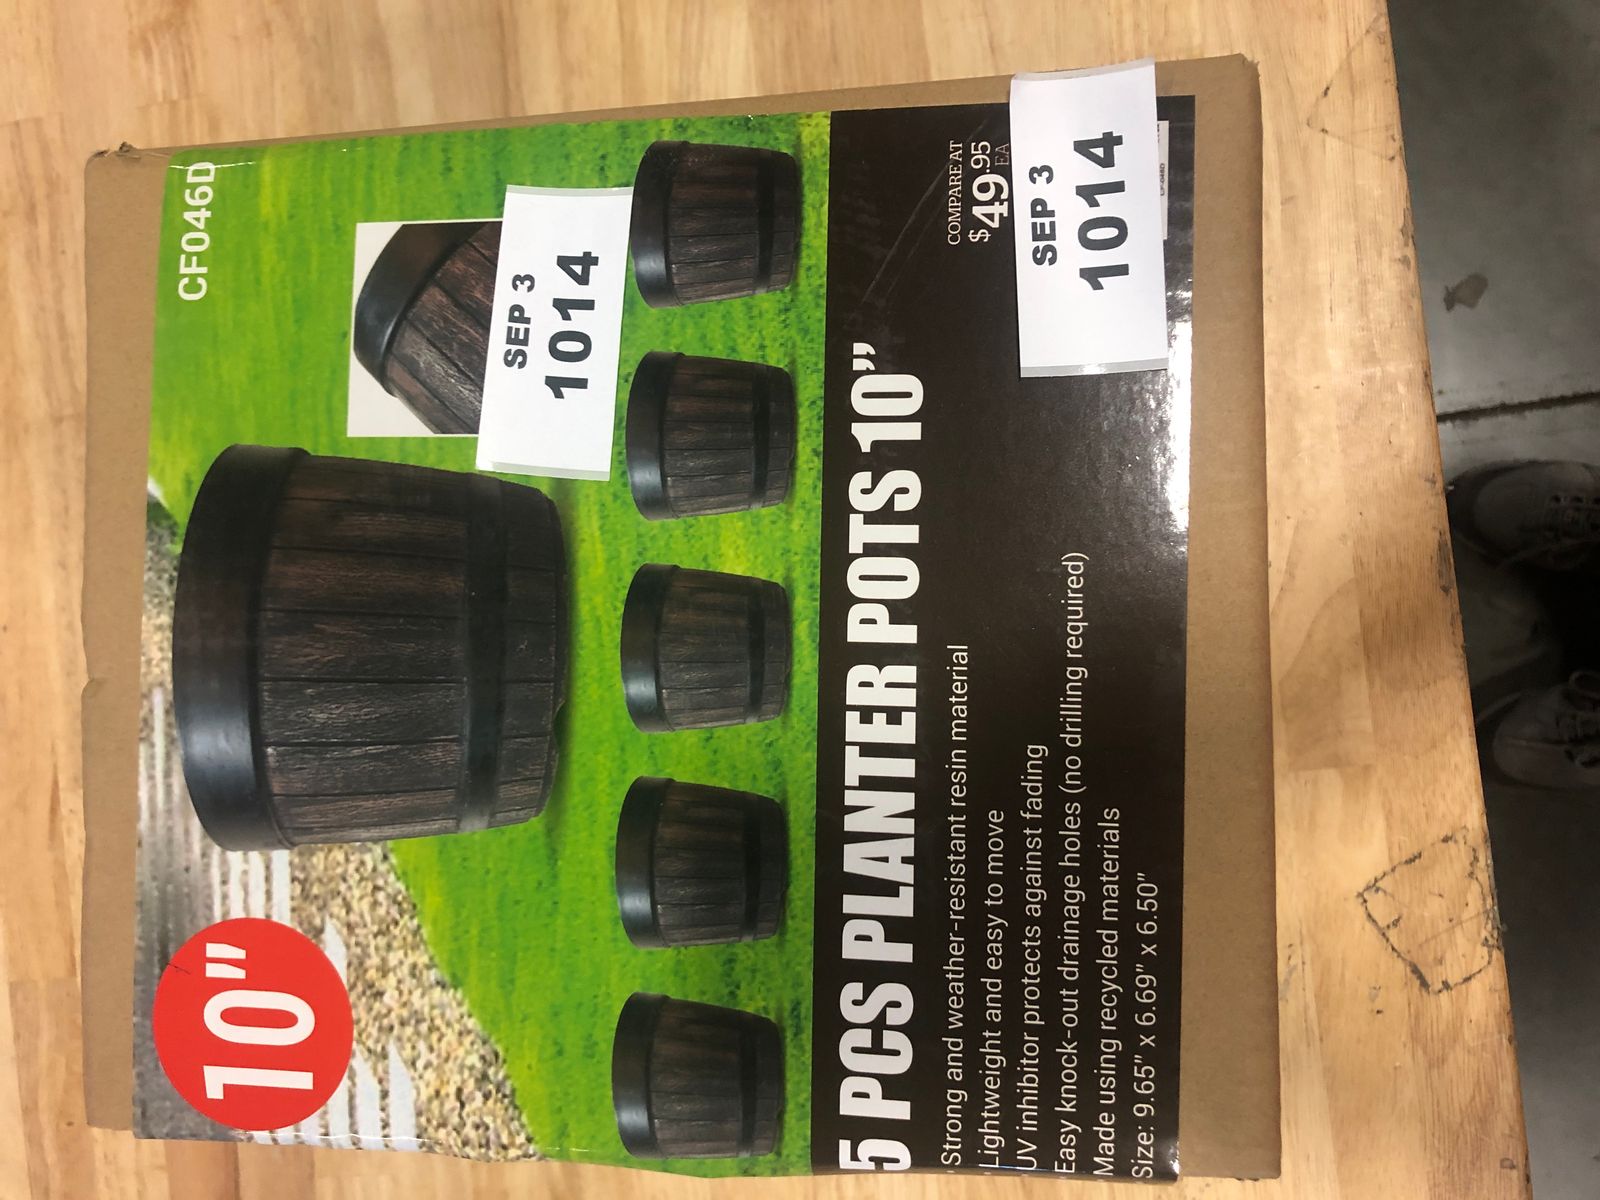 CF046D
10"
SEP 3
1014
5 PCS PLANTER POTS 10”
Strong and weather-resistant resin material
Lightweight and easy to move
UV inhibitor protects against fading
Easy knock-out drainage holes (no drilling required)
Made using recycled materials
Size: 9.65" x 6.69" x 6.50"
COMPARE AT
$49.95
EA
SEP 3
1014